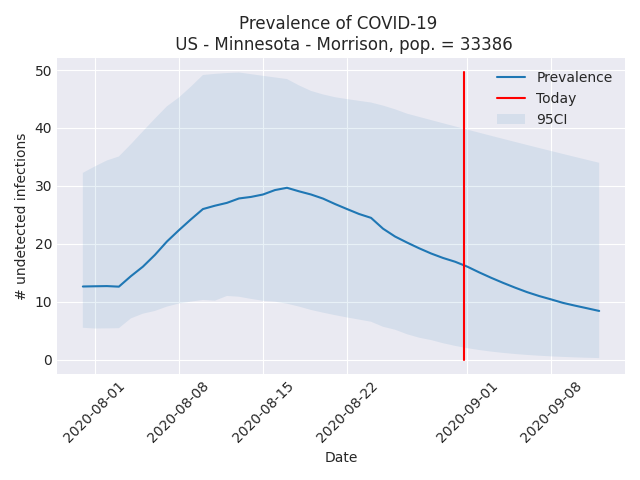 Prevalence of COVID-19
US - Minnesota - Morrison, pop. = 33386
Prevalence
Today
95CI
# undetected infections
50
40
30
20
10
0
2020-08-01
2020-08-08
2020-08-15
2020-08-22
2020-09-01
2020-09-08
Date